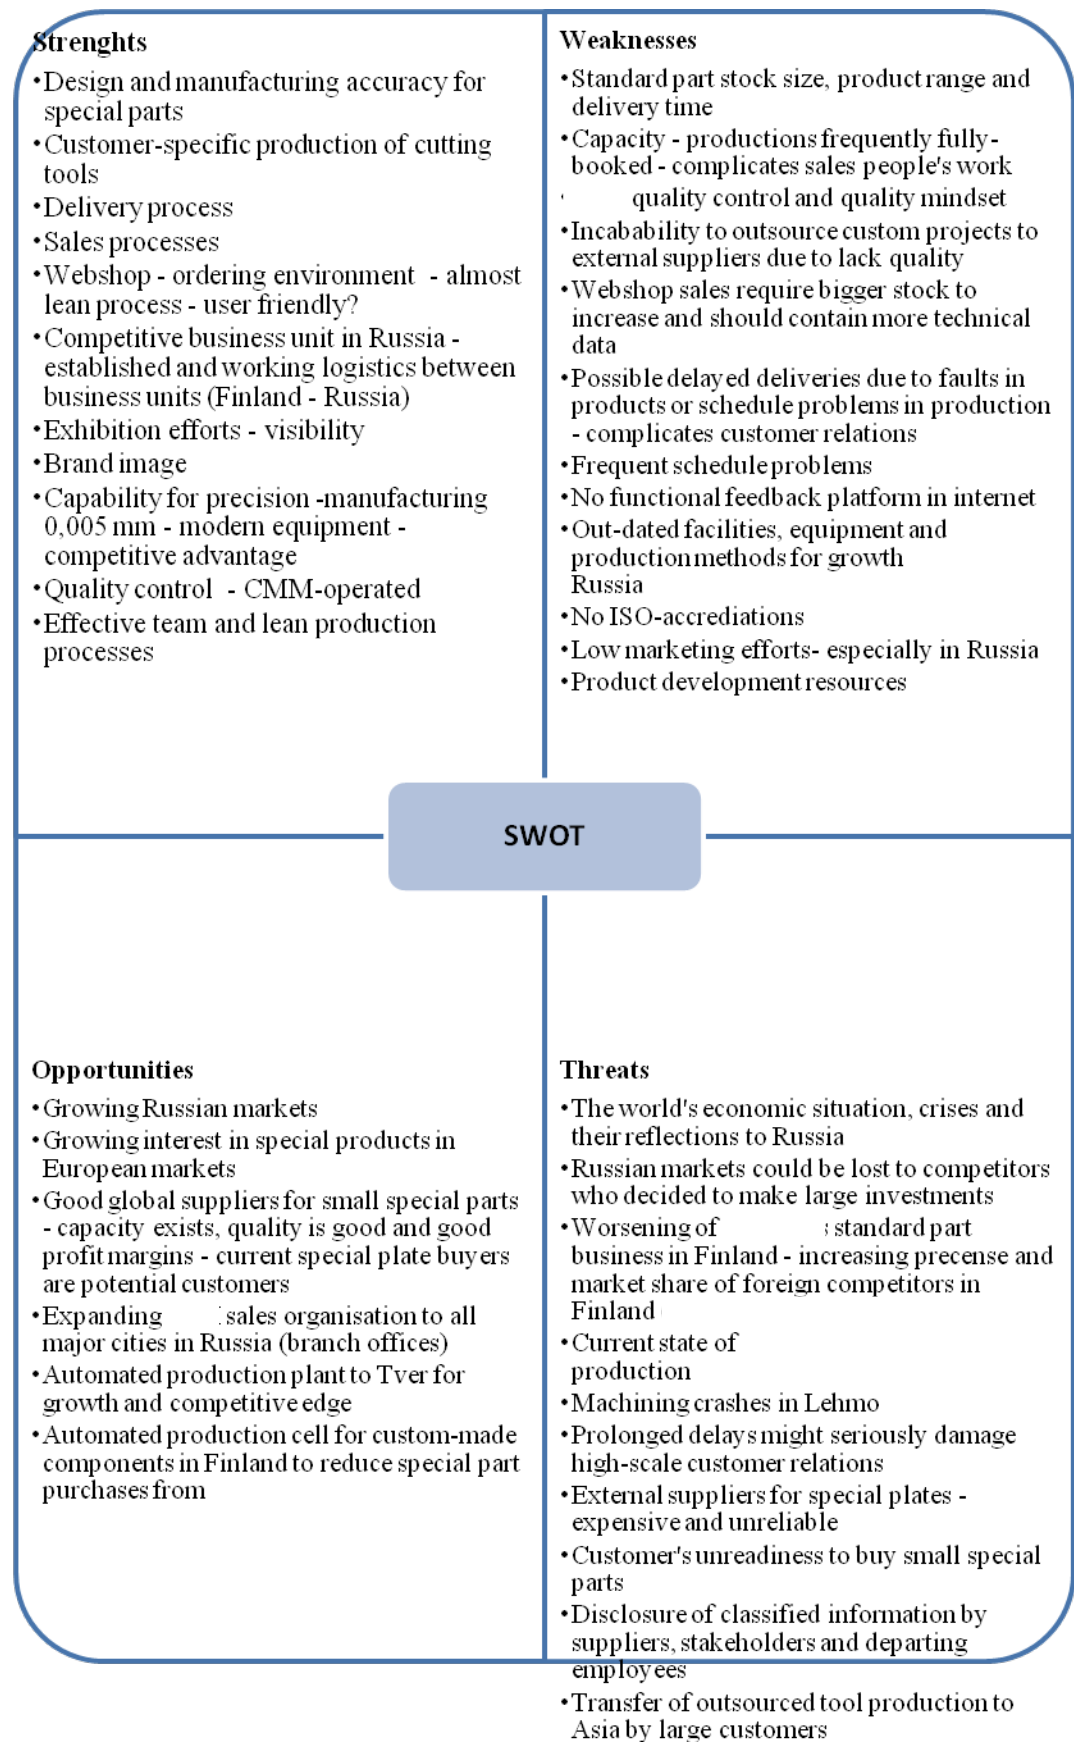 Strenghts
•Design and manufacturing accuracy for
special parts
•Customer-specific production of cutting
tools
•Delivery process
•Sales processes
•Webshop - ordering environment - almost
lean process - user friendly?
•Competitive business unit in Russia -
established and working logistics between
business units (Finland - Russia)
•Exhibition efforts - visibility
•Brand image
•Capability for precision -manufacturing
0,005 mm - modern equipment -
competitive advantage
•Quality control - CMM-operated
•Effective team and lean production
processes
Weaknesses
•Standard part stock size, product range and
delivery time
•Capacity - productions frequently fully-
booked - complicates sales people's work
• quality control and quality mindset
•Incabability to outsource custom projects to
external suppliers due to lack quality
•Webshop sales require bigger stock to
increase and should contain more technical
data
•Possible delayed deliveries due to faults in
products or schedule problems in production
- complicates customer relations
•Frequent schedule problems
•No functional feedback platform in internet
•Out-dated facilities, equipment and
production methods for growth
Russia
•No ISO-accrediations
•Low marketing efforts- especially in Russia
•Product development resources
SWOT
Opportunities
•Growing Russian markets
•Growing interest in special products in
European markets
•Good global suppliers for small special parts
- capacity exists, quality is good and good
profit margins - current special plate buyers
are potential customers
•Expanding sales organisation to all
major cities in Russia (branch offices)
•Automated production plant to Tver for
growth and competitive edge
•Automated production cell for custom-made
components in Finland to reduce special part
purchases from
Threats
•The world's economic situation, crises and
their reflections to Russia
•Russian markets could be lost to competitors
who decided to make large investments
•Worsening of standard part
business in Finland - increasing precense and
market share of foreign competitors in
Finland
•Current state of
production
•Machining crashes in Lehmo
•Prolonged delays might seriously damage
high-scale customer relations
•External suppliers for special plates -
expensive and unreliable
•Customer's unreadiness to buy small special
parts
•Disclosure of classified information by
suppliers, stakeholders and departing
employees
•Transfer of outsourced tool production to
Asia by large customers